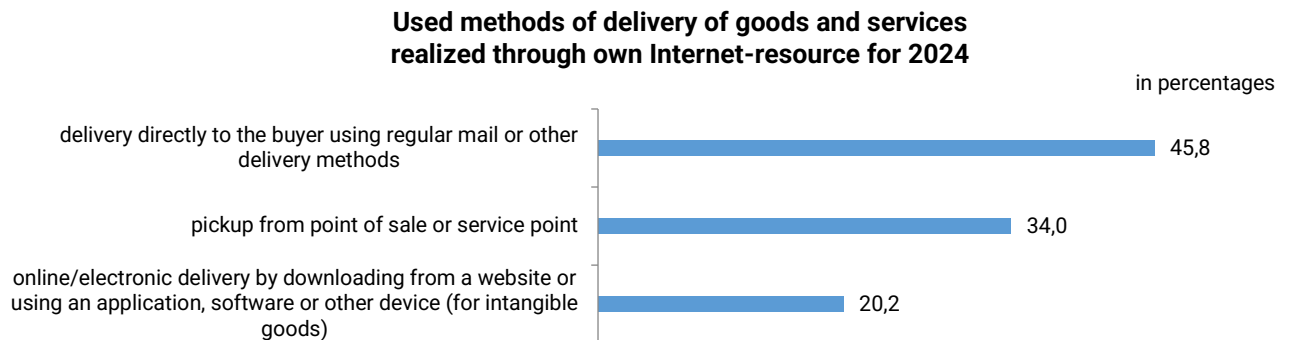 Used methods of delivery of goods and services
realized through own Internet-resource for 2024
in percentages
delivery directly to the buyer using regular mail or other
delivery methods
45,8
pickup from point of sale or service point
34,0
online/electronic delivery by downloading from a website or
using an application, software or other device (for intangible
goods)
20,2